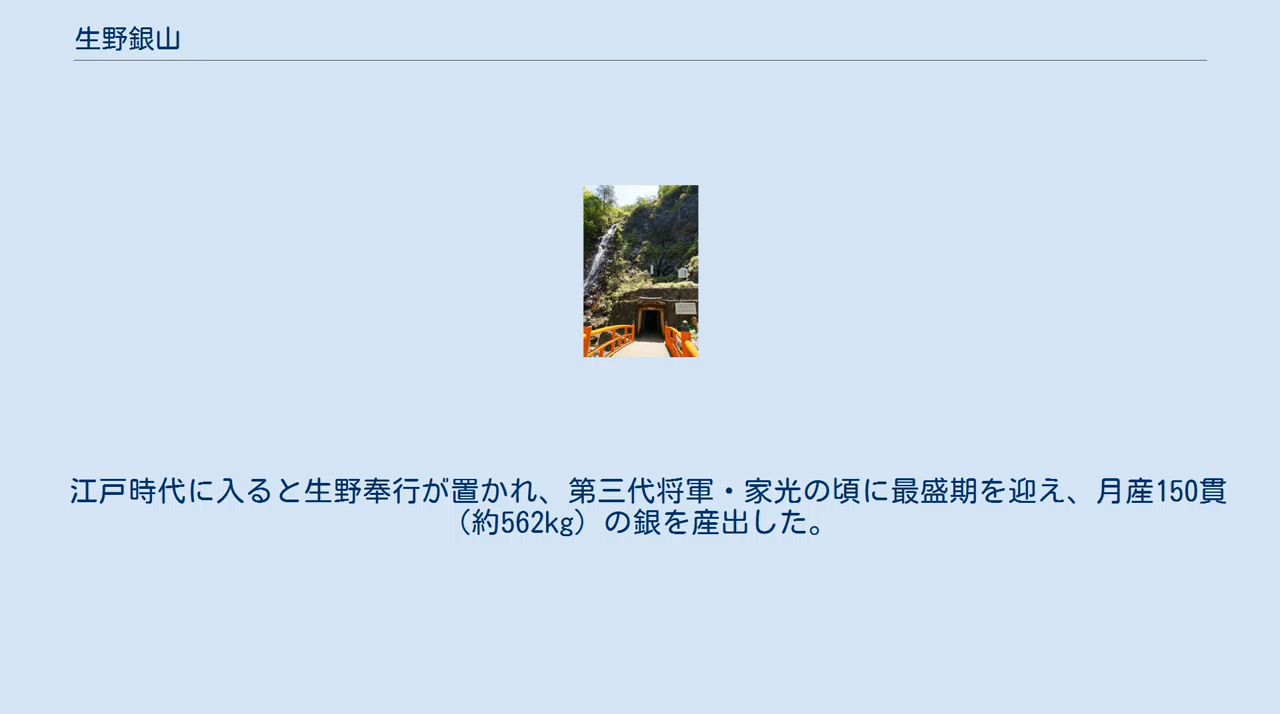 生野銀山
江戸時代に入ると生野奉行が置かれ、第三代将軍・家光の頃に最盛期を迎え、月産150貫
（約562kg）の銀を産出した。